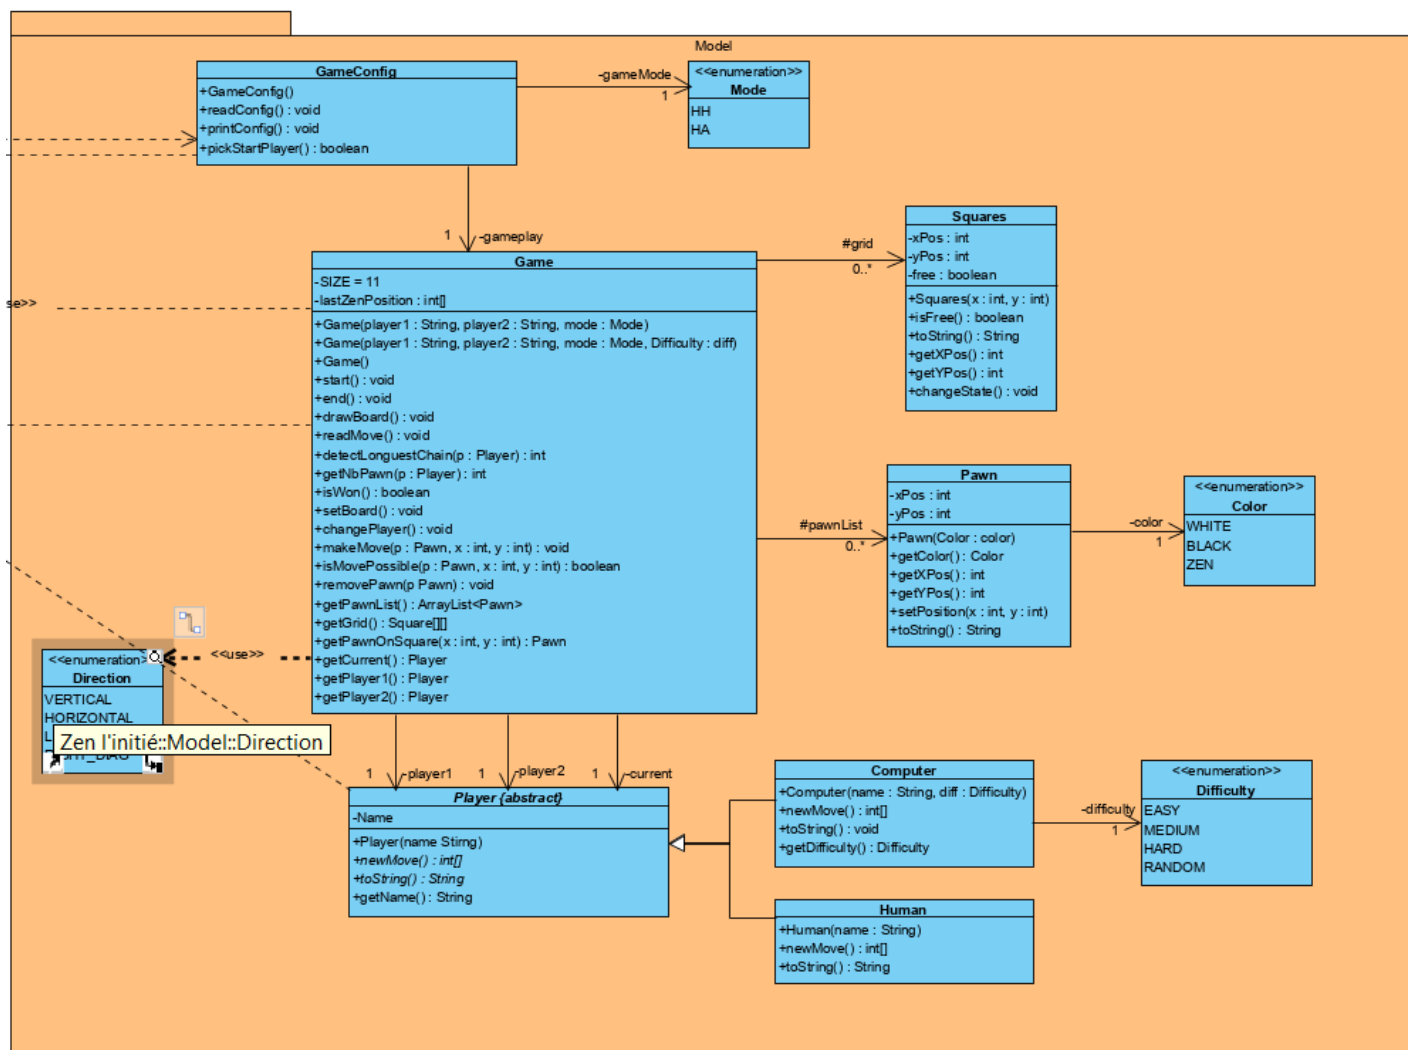 Model
GameConfig
+GameConfig()
+readConfig() : void
+printConfig() : void
+pickStartPlayer() : boolean
-gameMode
1
<<enumeration>>
Mode
HH
HA
1
-gameplay
Game
-SIZE = 11
-lastZenPosition : int[]
+Game(player1 : String, player2 : String, mode : Mode)
+Game(player1 : String, player2 : String, mode : Mode, Difficulty : diff)
+Game()
+start() : void
+end() : void
+drawBoard() : void
+readMove() : void
+detectLonguestChain(p : Player) : int
+getNbPawn(p : Player) : int
+isWon() : boolean
+setBoard() : void
+changePlayer() : void
+makeMove(p : Pawn, x : int, y : int) : void
+isMovePossible(p : Pawn, x : int, y : int) : boolean
+removePawn(p Pawn) : void
+getPawnList() : ArrayList<Pawn>
+getGrid() : Square[][]
+getPawnOnSquare(x : int, y : int) : Pawn
+getCurrent() : Player
+getPlayer1() : Player
+getPlayer2() : Player
#grid
0..*
Squares
-xPos : int
-yPos : int
-free : boolean
+Squares(x : int, y : int)
+isFree() : boolean
+toString() : String
+getXPos() : int
+getYPos() : int
+changeState() : void
#pawnList
0..*
Pawn
-xPos : int
-yPos : int
+Pawn(Color : color)
+getColor() : Color
+getXPos() : int
+getYPos() : int
+setPosition(x : int, y : int)
+toString() : String
-color
1
<<enumeration>>
Color
WHITE
BLACK
ZEN
se>>
<<use>>
<<enumeration>
Direction
VERTICAL
HORIZONTAL
Zen l'initié::Model::Direction
1
-player1
1
-player2
1
-current
Player {abstract}
-Name
+Player(name Stirng)
+newMove() : int[]
+toString() : String
+getName() : String
Computer
+Computer(name : String, diff : Difficulty)
+newMove() : int[]
+toString() : void
+getDifficulty() : Difficulty
-difficulty
1
<<enumeration>>
Difficulty
EASY
MEDIUM
HARD
RANDOM
Human
+Human(name : String)
+newMove() : int[]
+toString() : String